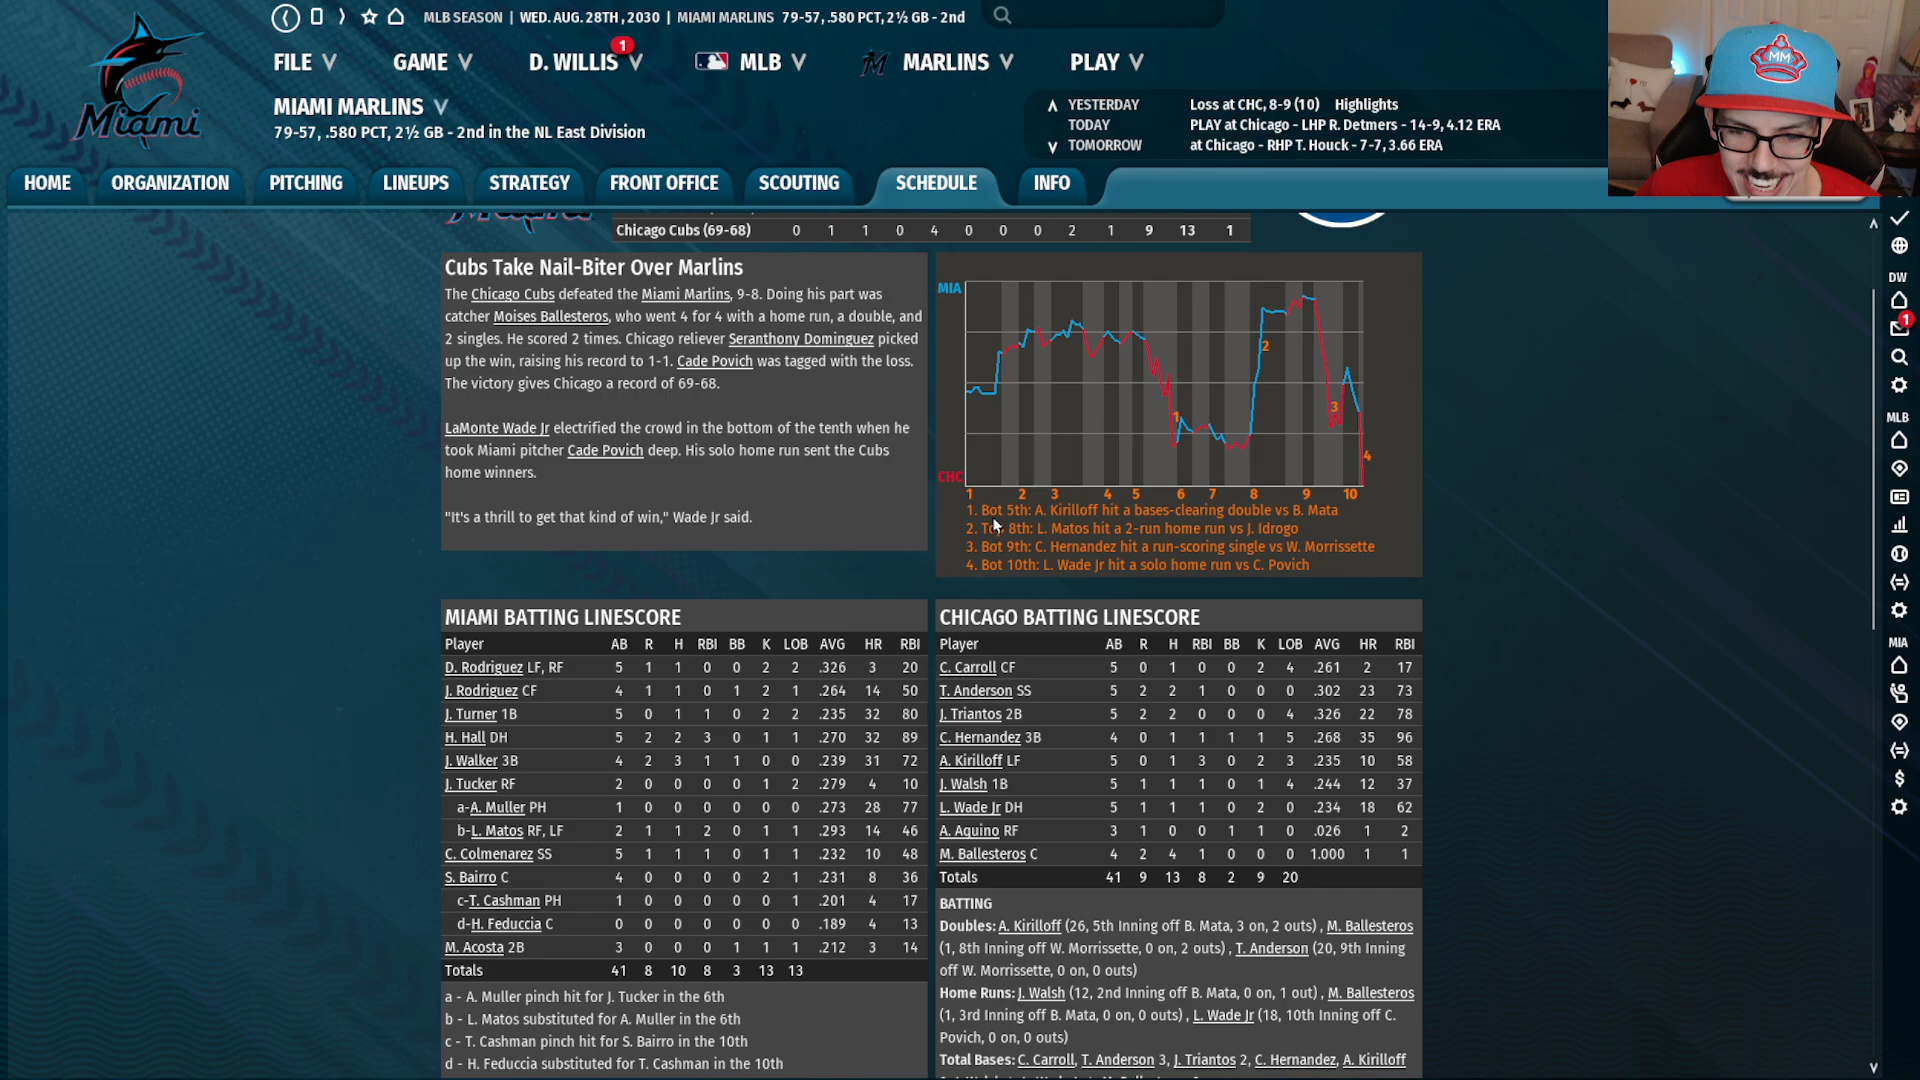 MLB SEASON | WED. AUG. 28TH, 2030 | MIAMI MARLINS 79-57, .580 PCT, 2½ GB - 2nd
FILE GAME D. WILLIS 1 MLB MARLINS PLAY
Miami
MIAMI MARLINS
79-57, .580 PCT, 2½ GB - 2nd in the NL East Division
YESTERDAY Loss at CHC, 8-9 (10) Highlights
TODAY PLAY at Chicago - LHP R. Detmers - 14-9, 4.12 ERA
TOMORROW at Chicago - RHP T. Houck - 7-7, 3.66 ERA
MM
HOME ORGANIZATION PITCHING LINEUPS STRATEGY FRONT OFFICE SCOUTING SCHEDULE INFO
Chicago Cubs (69-68) 0 1 1 0 4 0 0 0 2 1 9 13 1
Cubs Take Nail-Biter Over Marlins
The Chicago Cubs defeated the Miami Marlins, 9-8. Doing his part was
catcher Moises Ballesteros, who went 4 for 4 with a home run, a double, and
2 singles. He scored 2 times. Chicago reliever Seranthony Dominguez picked
up the win, raising his record to 1-1. Cade Povich was tagged with the loss.
The victory gives Chicago a record of 69-68.
LaMonte Wade Jr electrified the crowd in the bottom of the tenth when he
took Miami pitcher Cade Povich deep. His solo home run sent the Cubs
home winners.
"It's a thrill to get that kind of win," Wade Jr said.
MIA
2
3
1
4
CHC
1 2 3 4 5 6 7 8 9 10
1. Bot 5th: A. Kirilloff hit a bases-clearing double vs B. Mata
2. Top 8th: L. Matos hit a 2-run home run vs J. Idrogo
3. Bot 9th: C. Hernandez hit a run-scoring single vs W. Morrissette
4. Bot 10th: L. Wade Jr hit a solo home run vs C. Povich
MIAMI BATTING LINESCORE
Player AB R H RBI BB K LOB AVG HR RBI
D. Rodriguez LF, RF 5 1 1 0 0 2 2 .326 3 20
J. Rodriguez CF 4 1 1 0 1 2 1 .264 14 50
J. Turner 1B 5 0 1 1 0 2 2 .235 32 80
H. Hall DH 5 2 2 3 0 1 1 .270 32 89
J. Walker 3B 4 2 3 1 1 0 0 .239 31 72
J. Tucker RF 2 0 0 0 0 1 2 .279 4 10
a-A. Muller PH 1 0 0 0 0 0 0 .273 28 77
b-L. Matos RF, LF 2 1 1 2 0 1 1 .293 14 46
C. Colmenarez SS 5 1 1 1 0 1 1 .232 10 48
S. Bairro C 4 0 0 0 0 2 1 .231 8 36
c-T. Cashman PH 1 0 0 0 0 0 1 .201 4 17
d-H. Feduccia C 0 0 0 0 0 0 0 .189 4 13
M. Acosta 2B 3 0 0 0 1 1 1 .212 3 14
Totals 41 8 10 8 3 13 13
a - A. Muller pinch hit for J. Tucker in the 6th
b - L. Matos substituted for A. Muller in the 6th
c - T. Cashman pinch hit for S. Bairro in the 10th
d - H. Feduccia substituted for T. Cashman in the 10th
CHICAGO BATTING LINESCORE
Player AB R H RBI BB K LOB AVG HR RBI
C. Carroll CF 5 0 1 0 0 2 4 .261 2 17
T. Anderson SS 5 2 2 1 0 0 0 .302 23 73
J. Triantos 2B 5 2 2 0 0 0 4 .326 22 78
C. Hernandez 3B 4 0 1 1 1 1 5 .268 35 96
A. Kirilloff LF 5 0 1 3 0 2 3 .235 10 58
J. Walsh 1B 5 1 1 1 0 1 4 .244 12 37
L. Wade Jr DH 5 1 1 1 0 2 0 .234 18 62
A. Aquino RF 3 1 0 0 1 1 0 .026 1 2
M. Ballesteros C 4 2 4 1 0 0 0 1.000 1 1
Totals 41 9 13 8 2 9 20
BATTING
Doubles: A. Kirilloff (26, 5th Inning off B. Mata, 3 on, 2 outs), M. Ballesteros
(1, 8th Inning off W. Morrissette, 0 on, 2 outs), T. Anderson (20, 9th Inning
off W. Morrissette, 0 on, 0 outs)
Home Runs: J. Walsh (12, 2nd Inning off B. Mata, 0 on, 1 out), M. Ballesteros
(1, 3rd Inning off B. Mata, 0 on, 0 outs), L. Wade Jr (18, 10th Inning off C.
Povich, 0 on, 0 outs)
Total Bases: C. Carroll, T. Anderson 3, J. Triantos 2, C. Hernandez, A. Kirilloff
DW
1
MLB
MIA
$